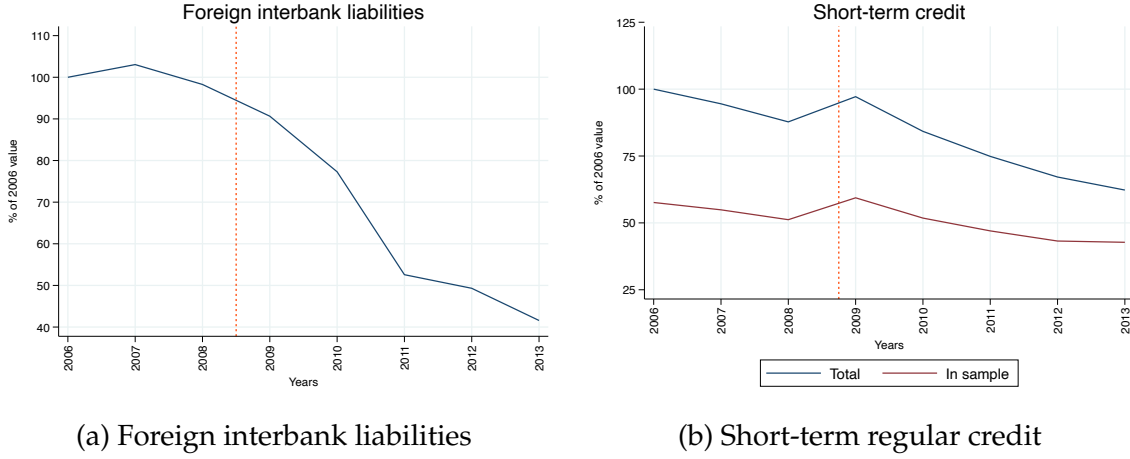 Foreign interbank liabilities
110
100
90
80
70
60
50
40
% of 2006 value
2006 2007 2008 2009 2010 2011 2012 2013
Years
(a) Foreign interbank liabilities
Short-term credit
125
100
75
50
25
% of 2006 value
2006 2007 2008 2009 2010 2011 2012 2013
Years
Total In sample
(b) Short-term regular credit